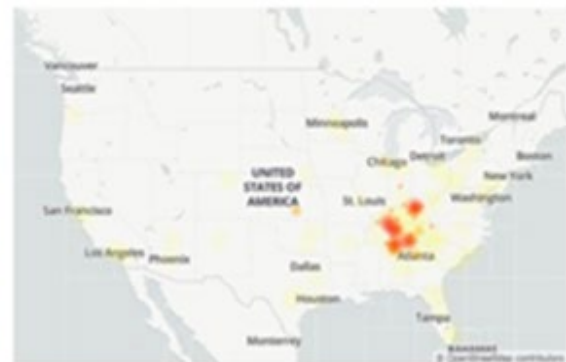 Vancouver
Seattle
Montreal
Minneapolis
Toronto
Chicago
Detroit
Boston
UNITED
STATES OF
AMERICA
New York
St. Louis
Washington
San Francisco
Los Angeles
Phoenix
Atlanta
Dallas
Houston
Tampa
Monterrey
BAHAMAS
© OpenStreetMap contributors